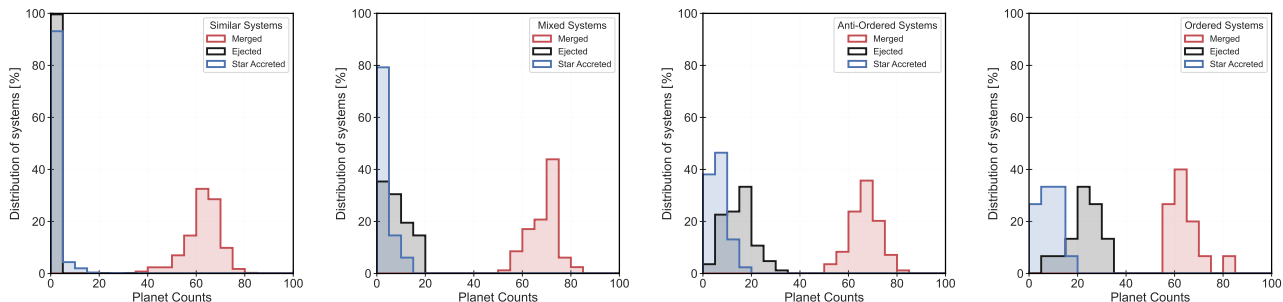 Distribution of systems [%]
100
80
60
40
20
0
Similar Systems
Merged
Ejected
Star Accreted
0 20 40 60 80 100
Planet Counts
Distribution of systems [%]
100
80
60
40
20
0
Mixed Systems
Merged
Ejected
Star Accreted
0 20 40 60 80 100
Planet Counts
Distribution of systems [%]
100
80
60
40
20
0
Anti-Ordered Systems
Merged
Ejected
Star Accreted
0 20 40 60 80 100
Planet Counts
Distribution of systems [%]
100
80
60
40
20
0
Ordered Systems
Merged
Ejected
Star Accreted
0 20 40 60 80 100
Planet Counts